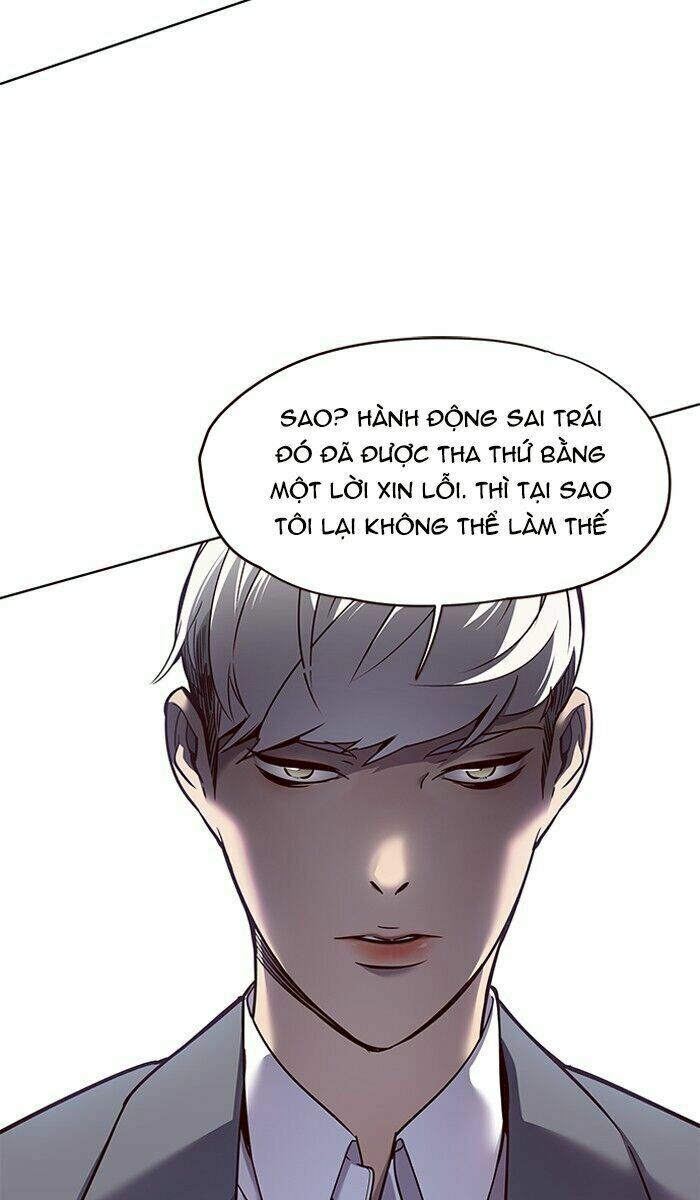 SAO? HÀNH ĐỘNG SAI TRÁI
ĐÓ ĐÃ ĐƯỢC THA THỨ BẰNG
MỘT LỜI XIN LỖI. THÌ TẠI SAO
TÔI LẠI KHÔNG THỂ LÀM THẾ